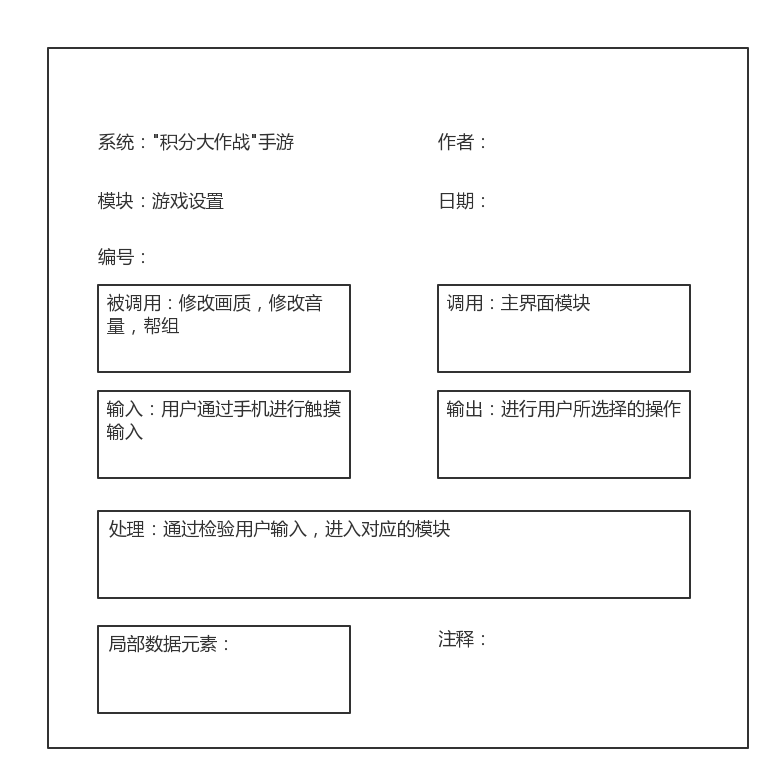 系统："积分大作战"手游
作者：
模块：游戏设置
日期：
编号：
被调用：修改画质，修改音
量，帮组
调用：主界面模块
输入：用户通过手机进行触摸
输入
输出：进行用户所选择的操作
处理：通过检验用户输入，进入对应的模块
局部数据元素：
注释：